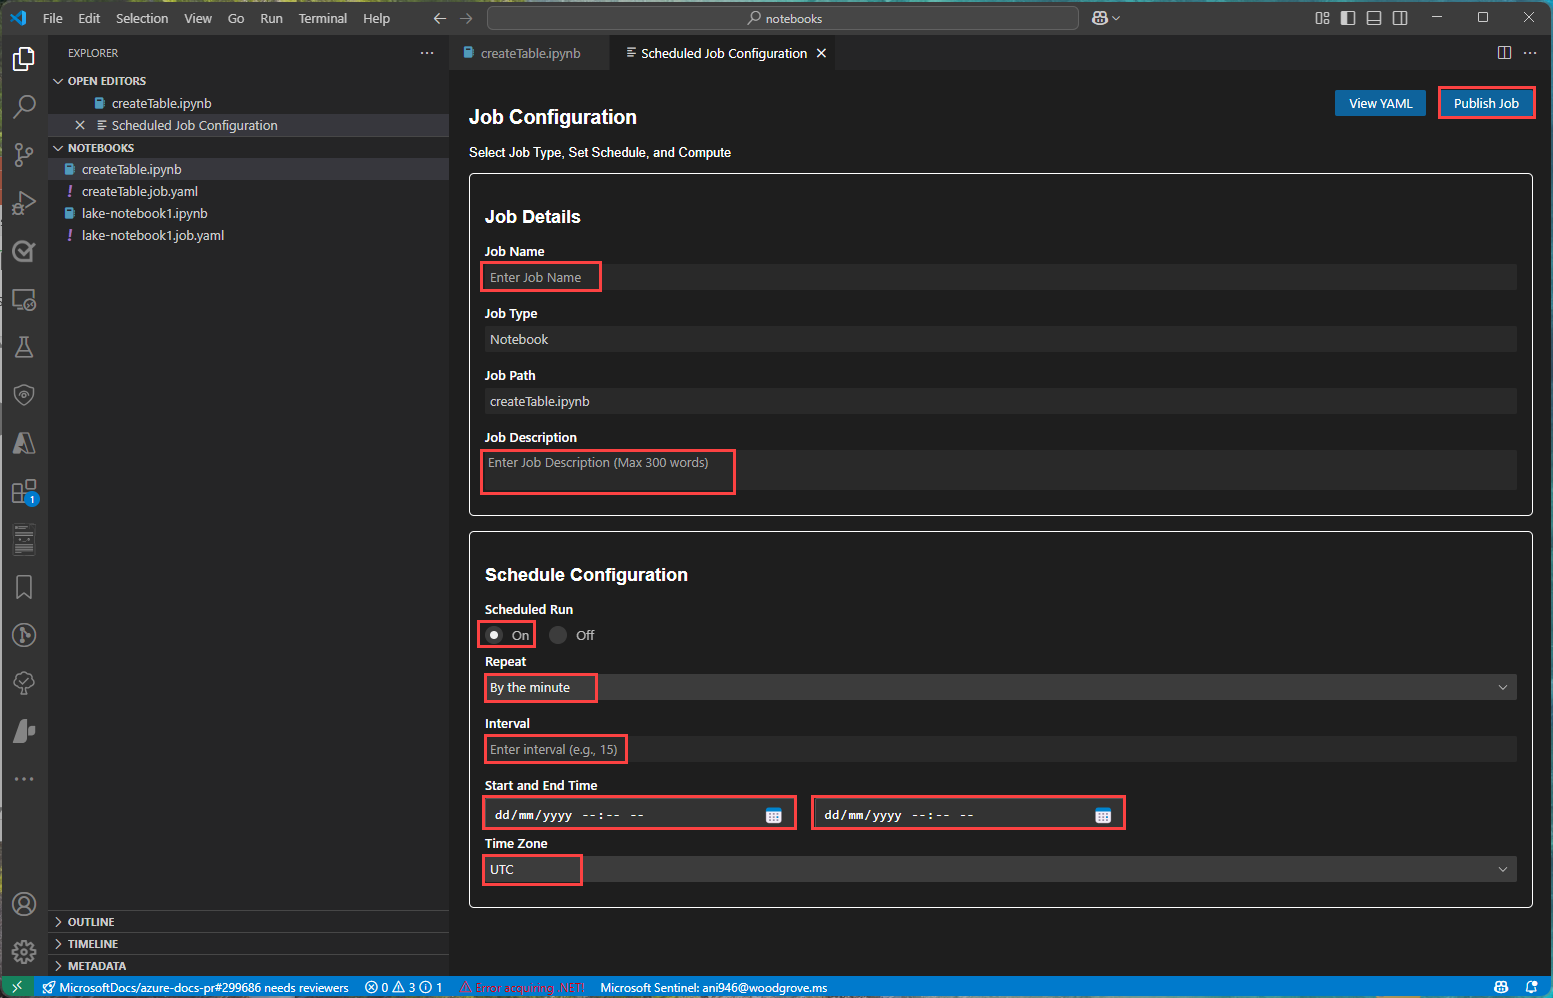 File Edit Selection View Go Run Terminal Help
notebooks
EXPLORER
createTable.ipynb
Scheduled Job Configuration
OPEN EDITORS
createTable.ipynb
Scheduled Job Configuration
NOTEBOOKS
createTable.ipynb
! createTable.job.yaml
lake-notebook1.ipynb
! lake-notebook1.job.yaml
1
OUTLINE
TIMELINE
METADATA
Job Configuration
View YAML
Publish Job
Select Job Type, Set Schedule, and Compute
Job Details
Job Name
Enter Job Name
Job Type
Notebook
Job Path
createTable.ipynb
Job Description
Enter Job Description (Max 300 words)
Schedule Configuration
Scheduled Run
On Off
Repeat
By the minute
Interval
Enter interval (e.g., 15)
Start and End Time
dd/mm/yyyy --:-- -- dd/mm/yyyy --:-- --
Time Zone
UTC
MicrosoftDocs/azure-docs-pr#299686 needs reviewers 0 3 1 Error acquiring .NET! Microsoft Sentinel: ani946@woodgrove.ms